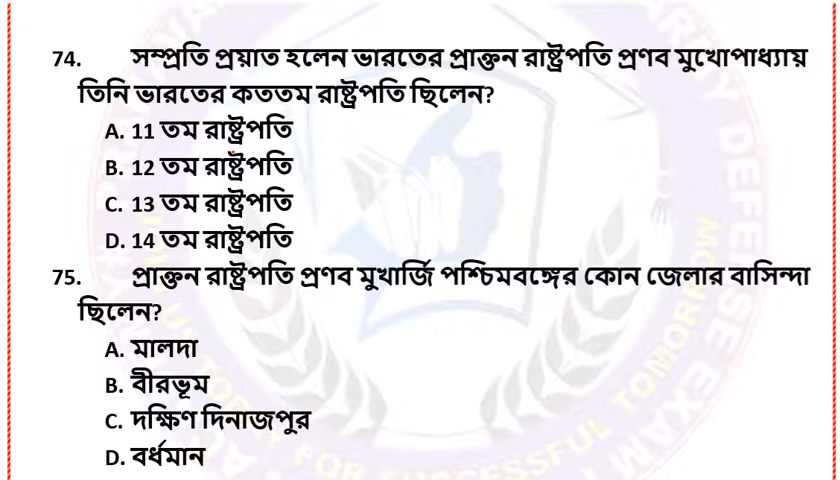 74. সম্প্রতি প্রয়াত হলেন ভারতের প্রাক্তন রাষ্ট্রপতি প্রণব মুখোপাধ্যায়
তিনি ভারতের কততম রাষ্ট্রপতি ছিলেন?
A. 11 তম রাষ্ট্রপতি
B. 12 তম রাষ্ট্রপতি
C. 13 তম রাষ্ট্রপতি
D. 14 তম রাষ্ট্রপতি
75. প্রাক্তন রাষ্ট্রপতি প্রণব মুখার্জি পশ্চিমবঙ্গের কোন জেলার বাসিন্দা
ছিলেন?
A. মালদা
B. বীরভূম
C. দক্ষিণ দিনাজপুর
D. বর্ধমান